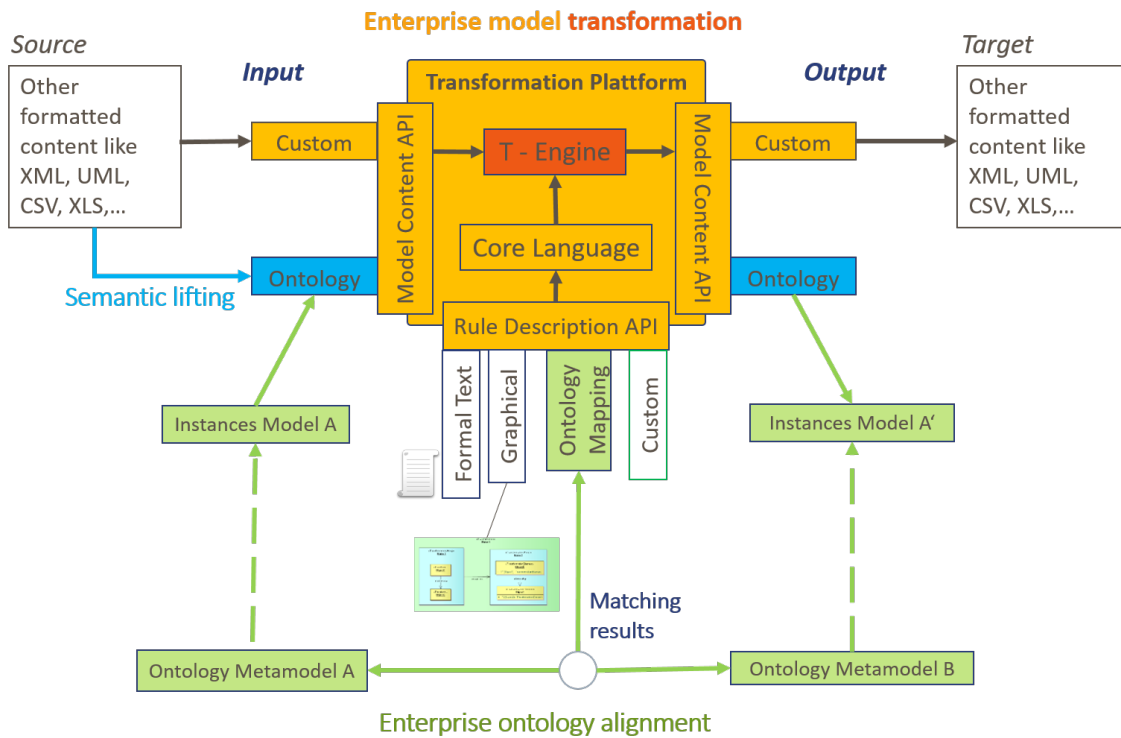 Enterprise model transformation
Source
Target
Input
Output
Other
formatted
content like
XML, UML,
CSV, XLS,...
Transformation Plattform
Other
formatted
content like
XML, UML,
CSV, XLS,...
Custom
Model Content API
T - Engine
Model Content API
Custom
Core Language
Ontology
Ontology
Semantic lifting
Rule Description API
Formal Text
Graphical
Ontology
Mapping
Custom
Instances Model A
Instances Model A‘
Matching
results
Ontology Metamodel A
Ontology Metamodel B
Enterprise ontology alignment